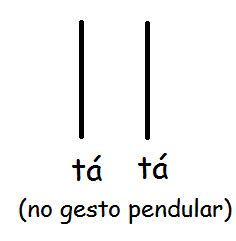 tá tá
(no gesto pendular)